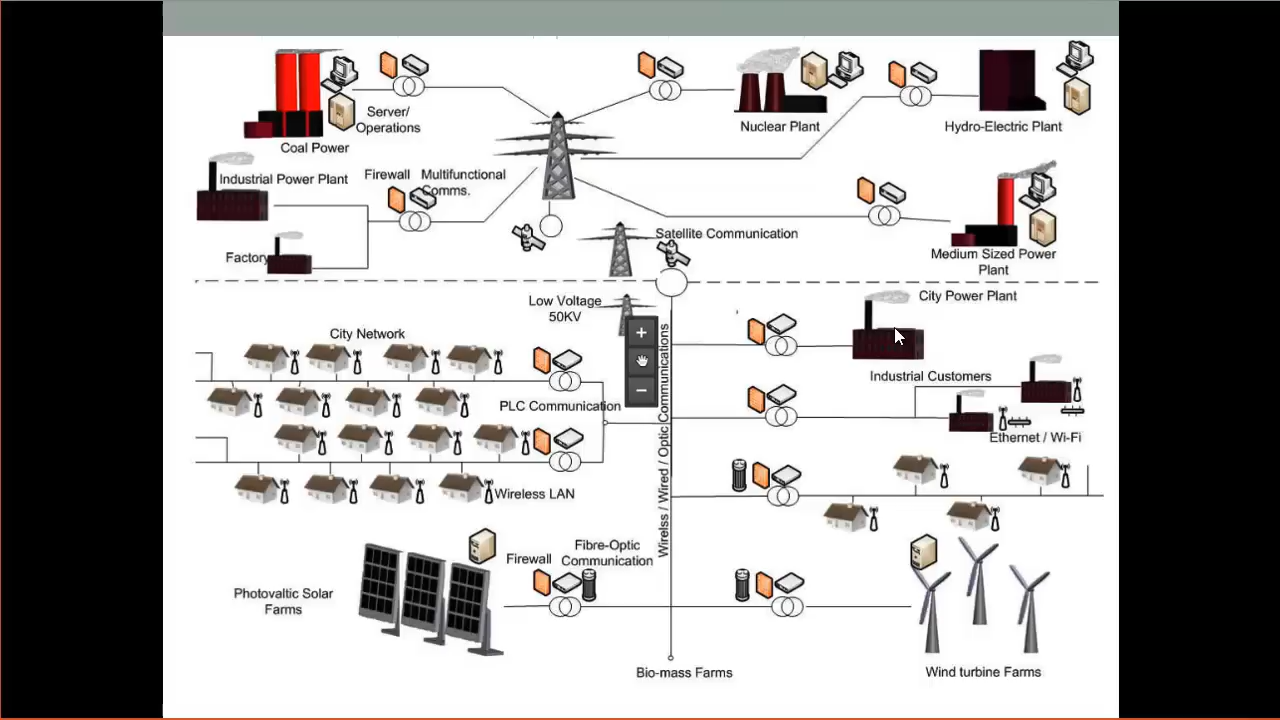 Server/
Operations
Coal Power
Nuclear Plant
Hydro-Electric Plant
Industrial Power Plant
Firewall
Multifunctional
Comms.
Factory
Satellite Communication
Medium Sized Power
Plant
Low Voltage
50KV
City Power Plant
City Network
Industrial Customers
PLC Communication
Ethernet / Wi-Fi
Wirelss / Wired / Optic Communications
Wireless LAN
Firewall
Fibre-Optic
Communication
Photovaltic Solar
Farms
Bio-mass Farms
Wind turbine Farms